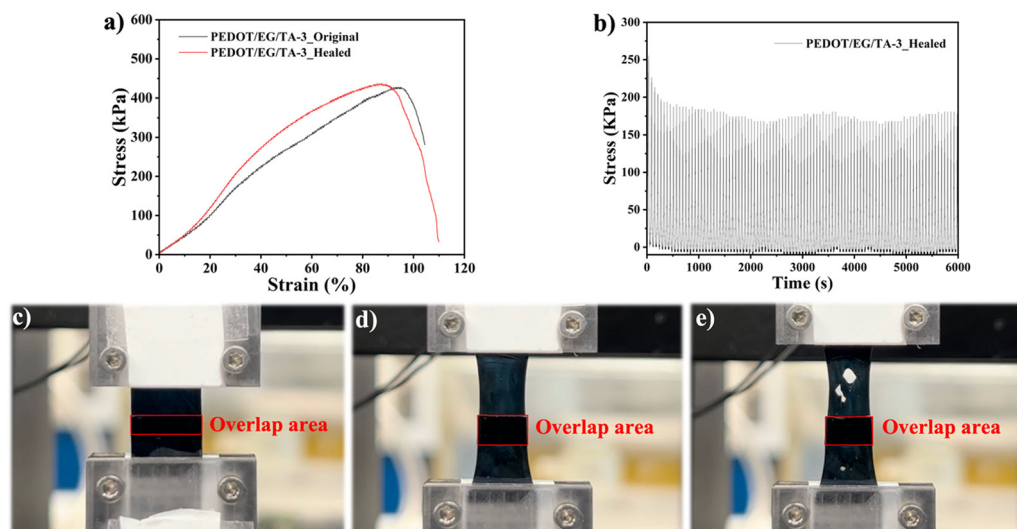 a)
600
500
400
300
200
100
0
Stress (kPa)
PEDOT/EG/TA-3_Original
PEDOT/EG/TA-3_Healed
0 20 40 60 80 100 120
Strain (%)
b)
300
250
200
150
100
50
0
Stress (KPa)
PEDOT/EG/TA-3_Healed
0 1000 2000 3000 4000 5000 6000
Time (s)
c)
Overlap area
d)
Overlap area
e)
Overlap area